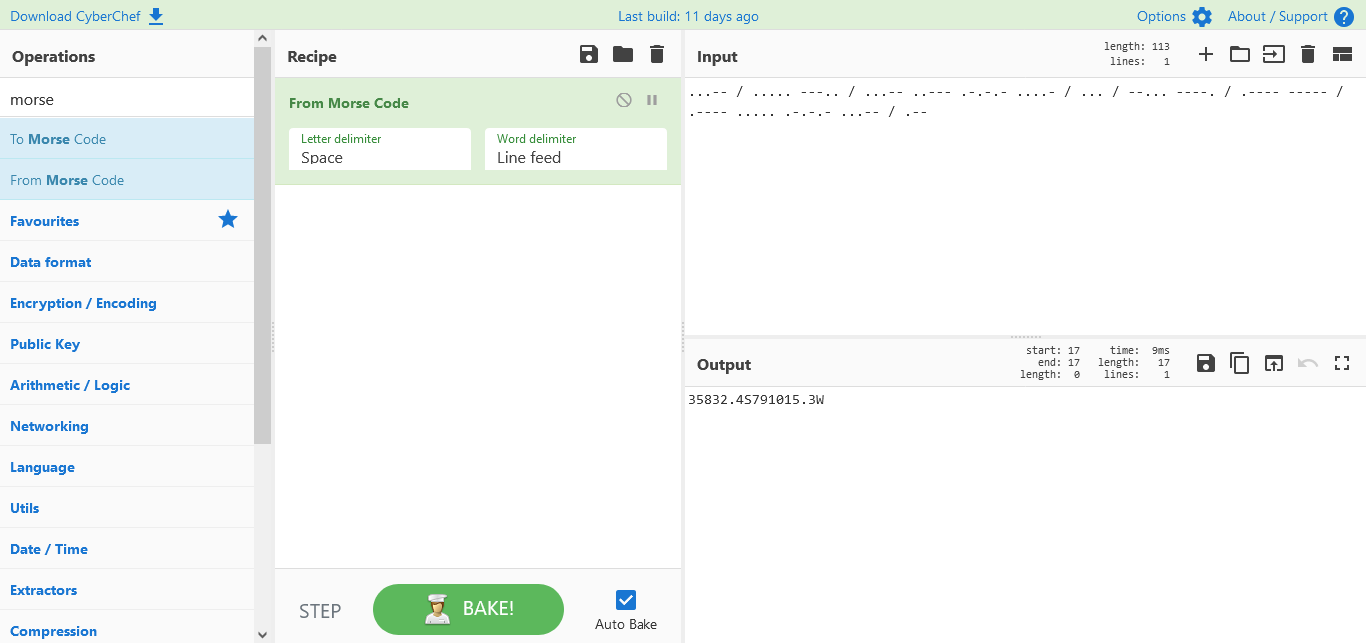 Download CyberChef
Last build: 11 days ago
Options
About / Support
?
Operations
morse
To Morse Code
From Morse Code
Favourites
Data format
Encryption / Encoding
Public Key
Arithmetic / Logic
Networking
Language
Utils
Date / Time
Extractors
Compression
Recipe
From Morse Code
Letter delimiter
Space
Word delimiter
Line feed
STEP
BAKE!
Auto Bake
Input
length: 113
lines: 1
...-- / ..... ---.. / ...-- ..--- .-.-.- ....- / ... / --... ----. / .---- ----- /
.---- ..... .-.-.- ...-- / .--
Output
start: 17 time: 9ms
end: 17 length: 17
length: 0 lines: 1
35832.4S791015.3W